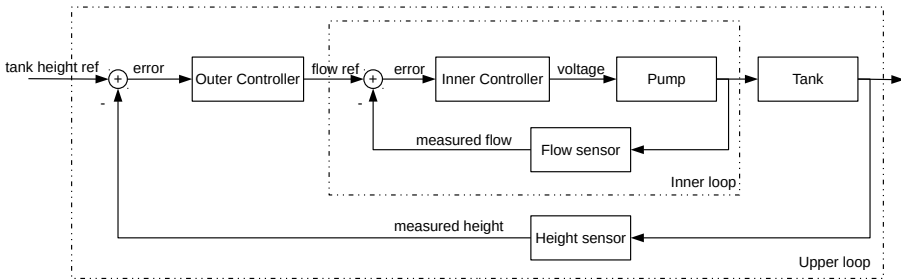 tank height ref
+
-
error
Outer Controller
flow ref
+
-
error
Inner Controller
voltage
Pump
Tank
measured flow
Flow sensor
Inner loop
measured height
Height sensor
Upper loop